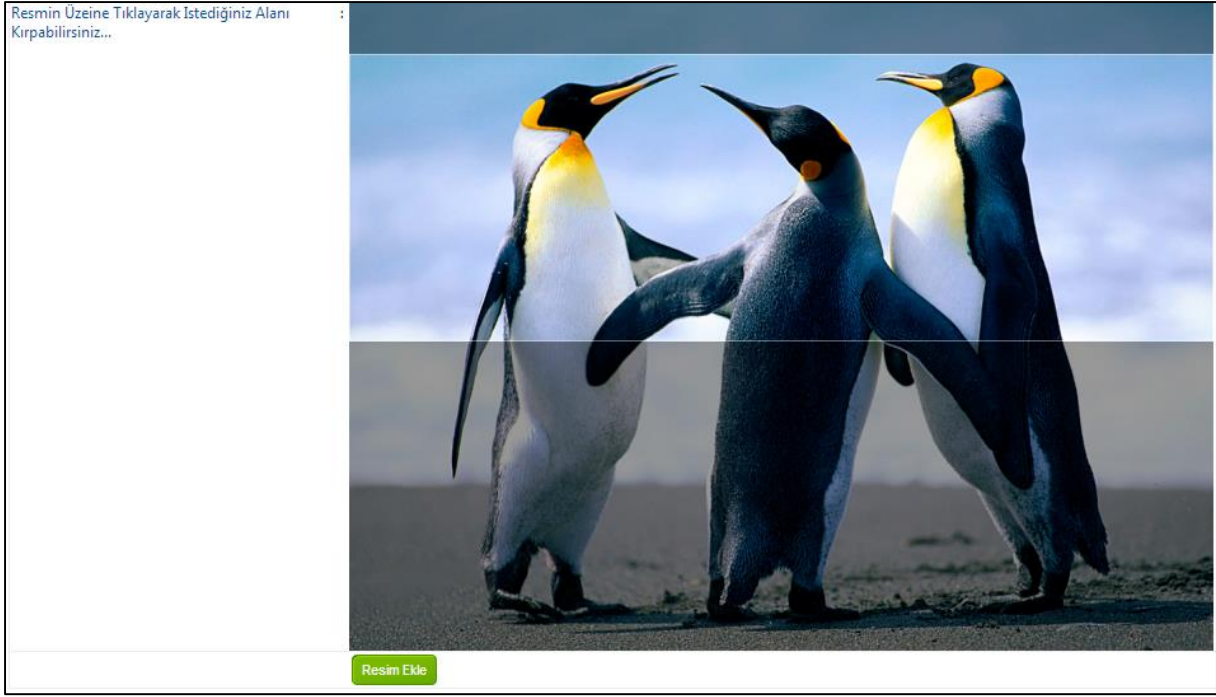 Resmin Üzeine Tıklayarak Istediğiniz Alanı :
Kırpabilirsiniz...
Resim Ekle